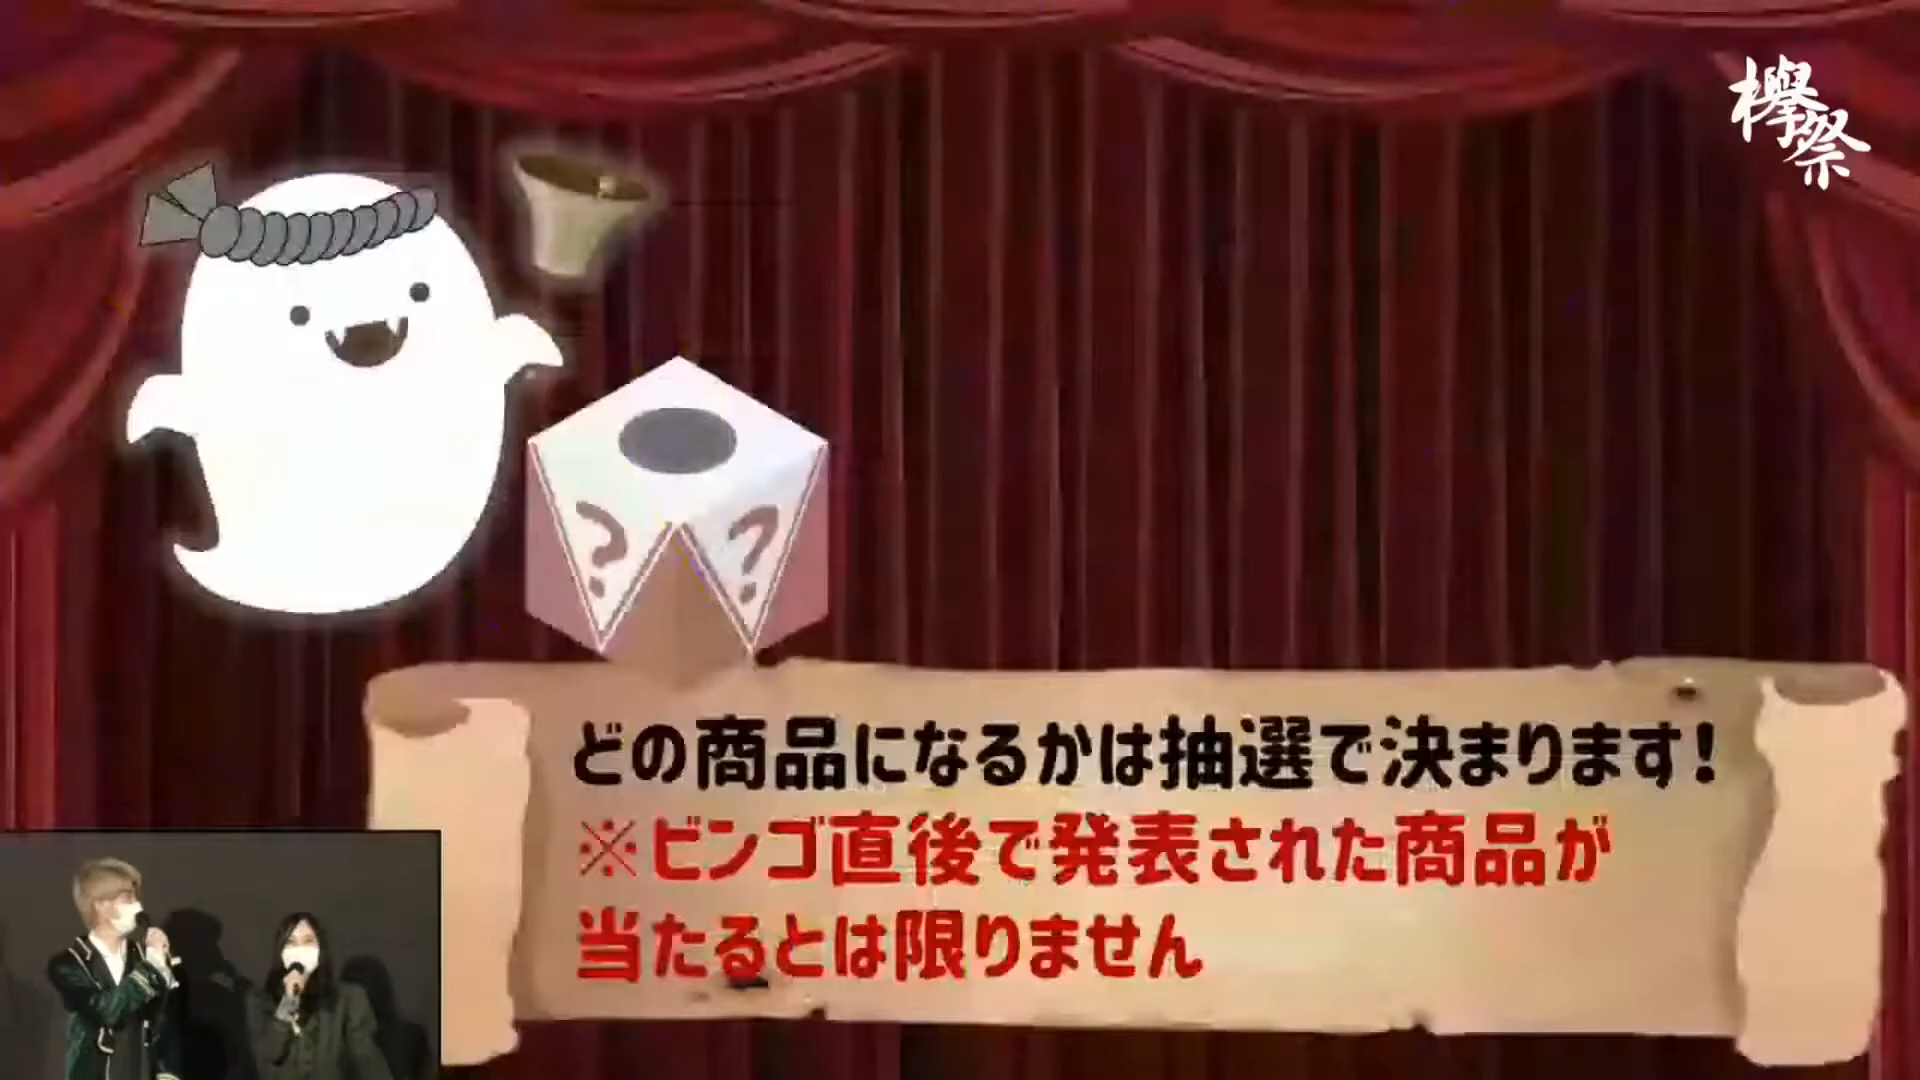 欅祭
? ?
どの商品になるかは抽選で決まります!
※ビンゴ直後で発表された商品が
当たるとは限りません